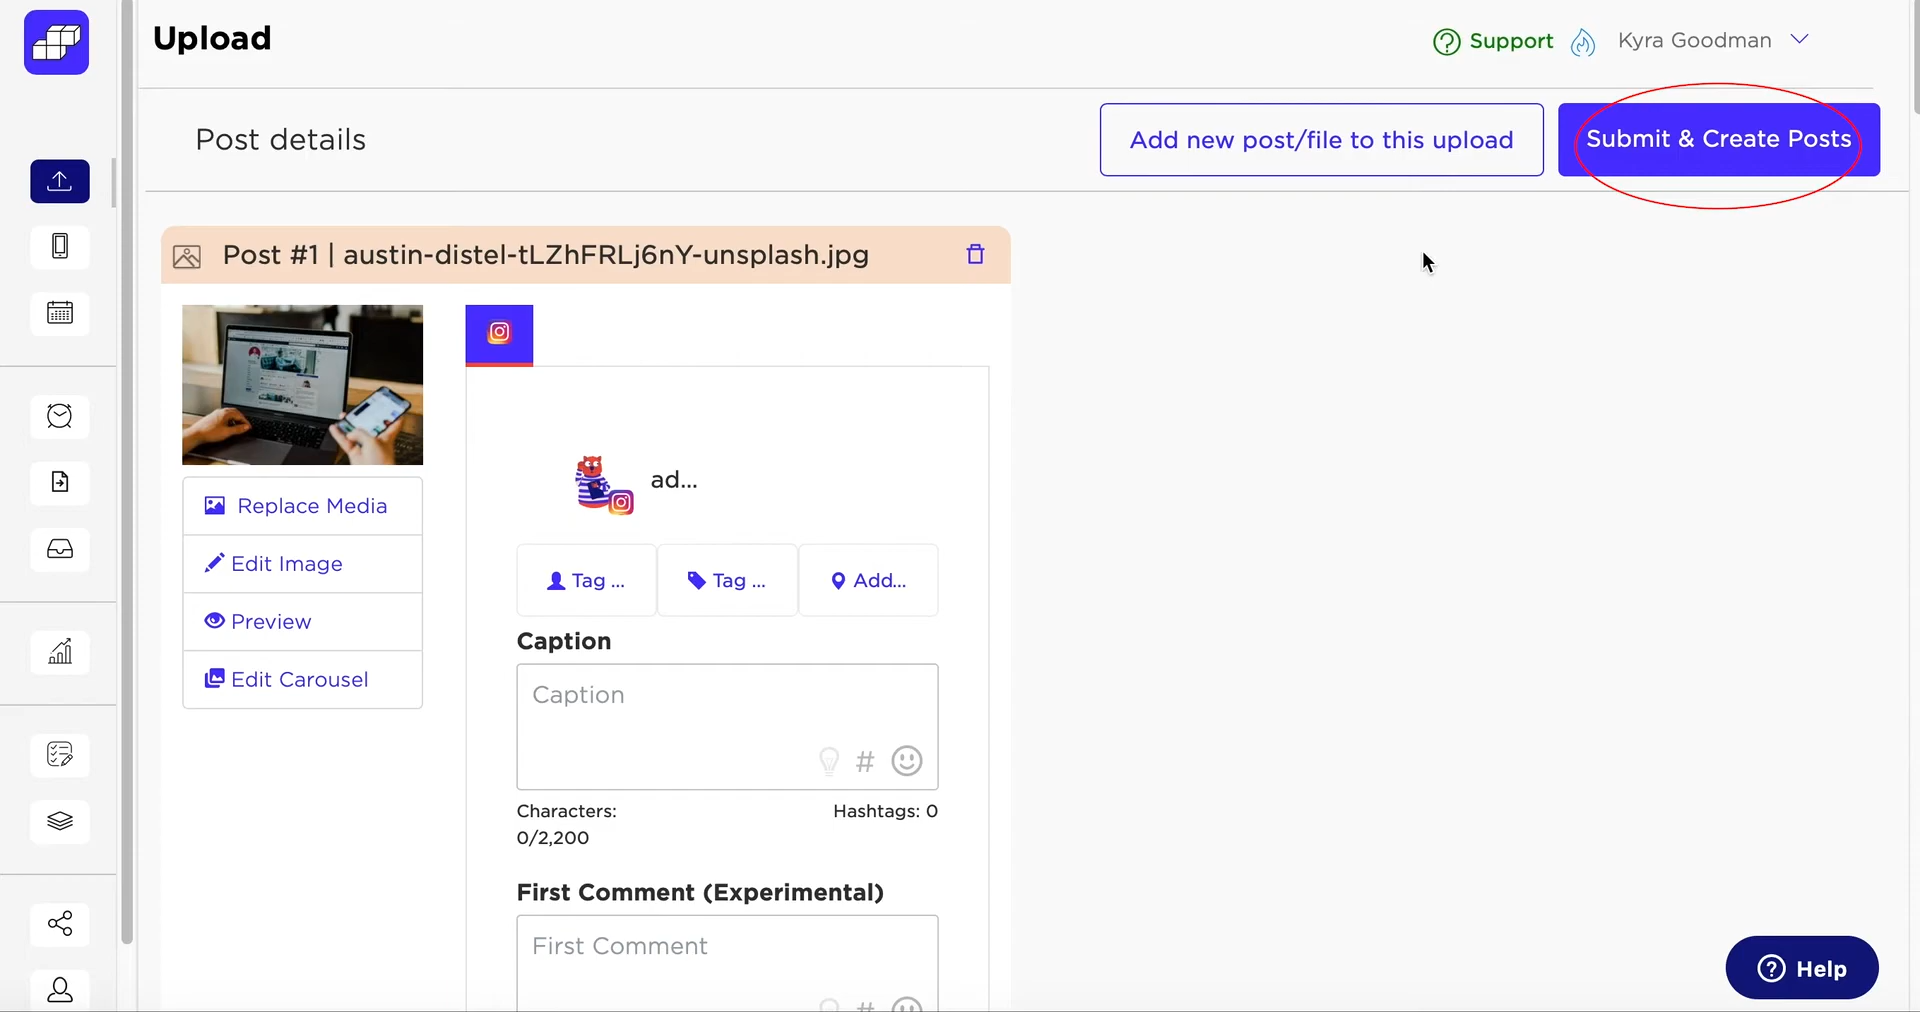 Upload
Support
Kyra Goodman
Post details
Add new post/file to this upload
Submit & Create Posts
Post #1 | austin-distel-tLZhFRLj6nY-unsplash.jpg
Replace Media
Edit Image
Preview
Edit Carousel
ad...
Tag ...
Tag ...
Add...
Caption
Caption
#
Characters:
0/2,200
Hashtags: 0
First Comment (Experimental)
First Comment
#
Help